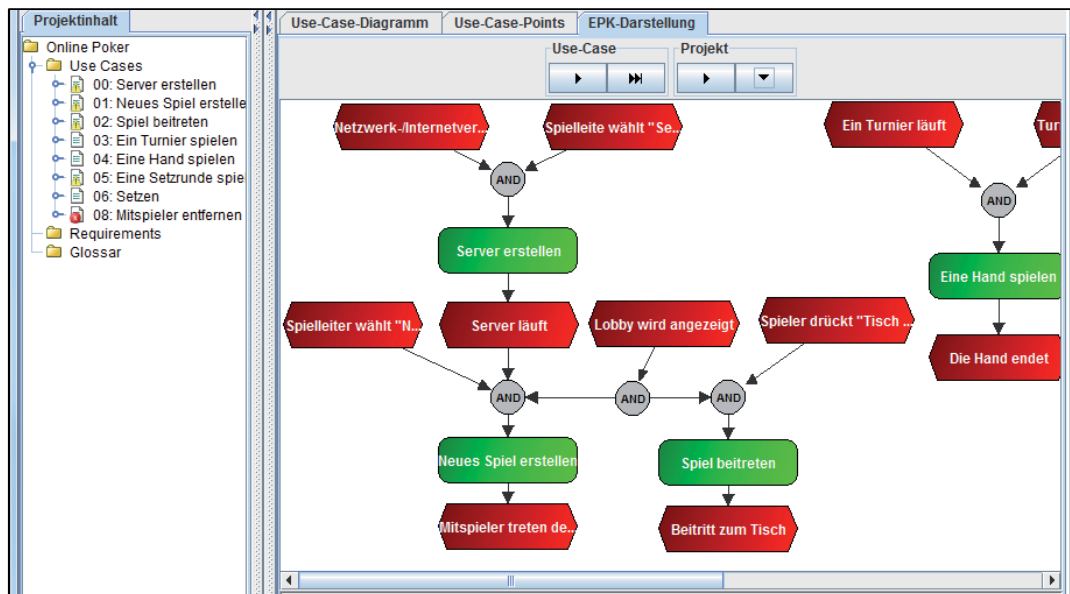 Projektinhalt
Online Poker
Use Cases
00: Server erstellen
01: Neues Spiel erstelle
02: Spiel beitreten
03: Ein Turnier spielen
04: Eine Hand spielen
05: Eine Setzrunde spie
06: Setzen
08: Mitspieler entfernen
Requirements
Glossar
Use-Case-Diagramm
Use-Case-Points
EPK-Darstellung
Use-Case
Projekt
Netzwerk-/Internetver...
Spielleite wählt "Se...
Ein Turnier läuft
Tur
AND
AND
Server erstellen
Eine Hand spielen
Spielleiter wählt "N...
Server läuft
Lobby wird angezeigt
Spieler drückt "Tisch ...
Die Hand endet
AND
AND
AND
Neues Spiel erstellen
Spiel beitreten
Mitspieler treten de...
Beitritt zum Tisch